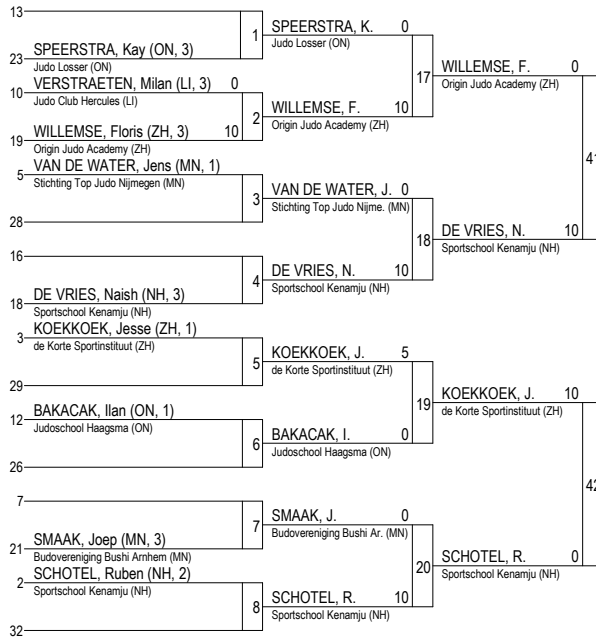 13
1
SPEERSTRA, K. 0
Judo Losser (ON)
SPEERSTRA, Kay (ON, 3)
23
Judo Losser (ON)
17
WILLEMSE, F. 0
Origin Judo Academy (ZH)
10
VERSTRAETEN, Milan (LI, 3) 0
Judo Club Hercules (LI)
2
WILLEMSE, F. 10
Origin Judo Academy (ZH)
WILLEMSE, Floris (ZH, 3) 10
19
Origin Judo Academy (ZH)
41
5
VAN DE WATER, Jens (MN, 1)
Stichting Top Judo Nijmegen (MN)
3
VAN DE WATER, J. 0
Stichting Top Judo Nijme. (MN)
28
18
DE VRIES, N. 10
Sportschool Kenamju (NH)
16
4
DE VRIES, N. 10
Sportschool Kenamju (NH)
DE VRIES, Naish (NH, 3)
18
Sportschool Kenamju (NH)
3
KOEKKOEK, Jesse (ZH, 1)
de Korte Sportinstituut (ZH)
5
KOEKKOEK, J. 5
de Korte Sportinstituut (ZH)
29
19
KOEKKOEK, J. 10
de Korte Sportinstituut (ZH)
BAKACAK, Ilan (ON, 1)
12
Judoschool Haagsma (ON)
6
BAKACAK, I. 0
Judoschool Haagsma (ON)
26
42
7
7
SMAAK, J. 0
Budovereniging Bushi Ar. (MN)
SMAAK, Joep (MN, 3)
21
Budovereniging Bushi Arnhem (MN)
20
SCHOTEL, R. 0
Sportschool Kenamju (NH)
2
SCHOTEL, Ruben (NH, 2)
Sportschool Kenamju (NH)
8
SCHOTEL, R. 10
Sportschool Kenamju (NH)
32